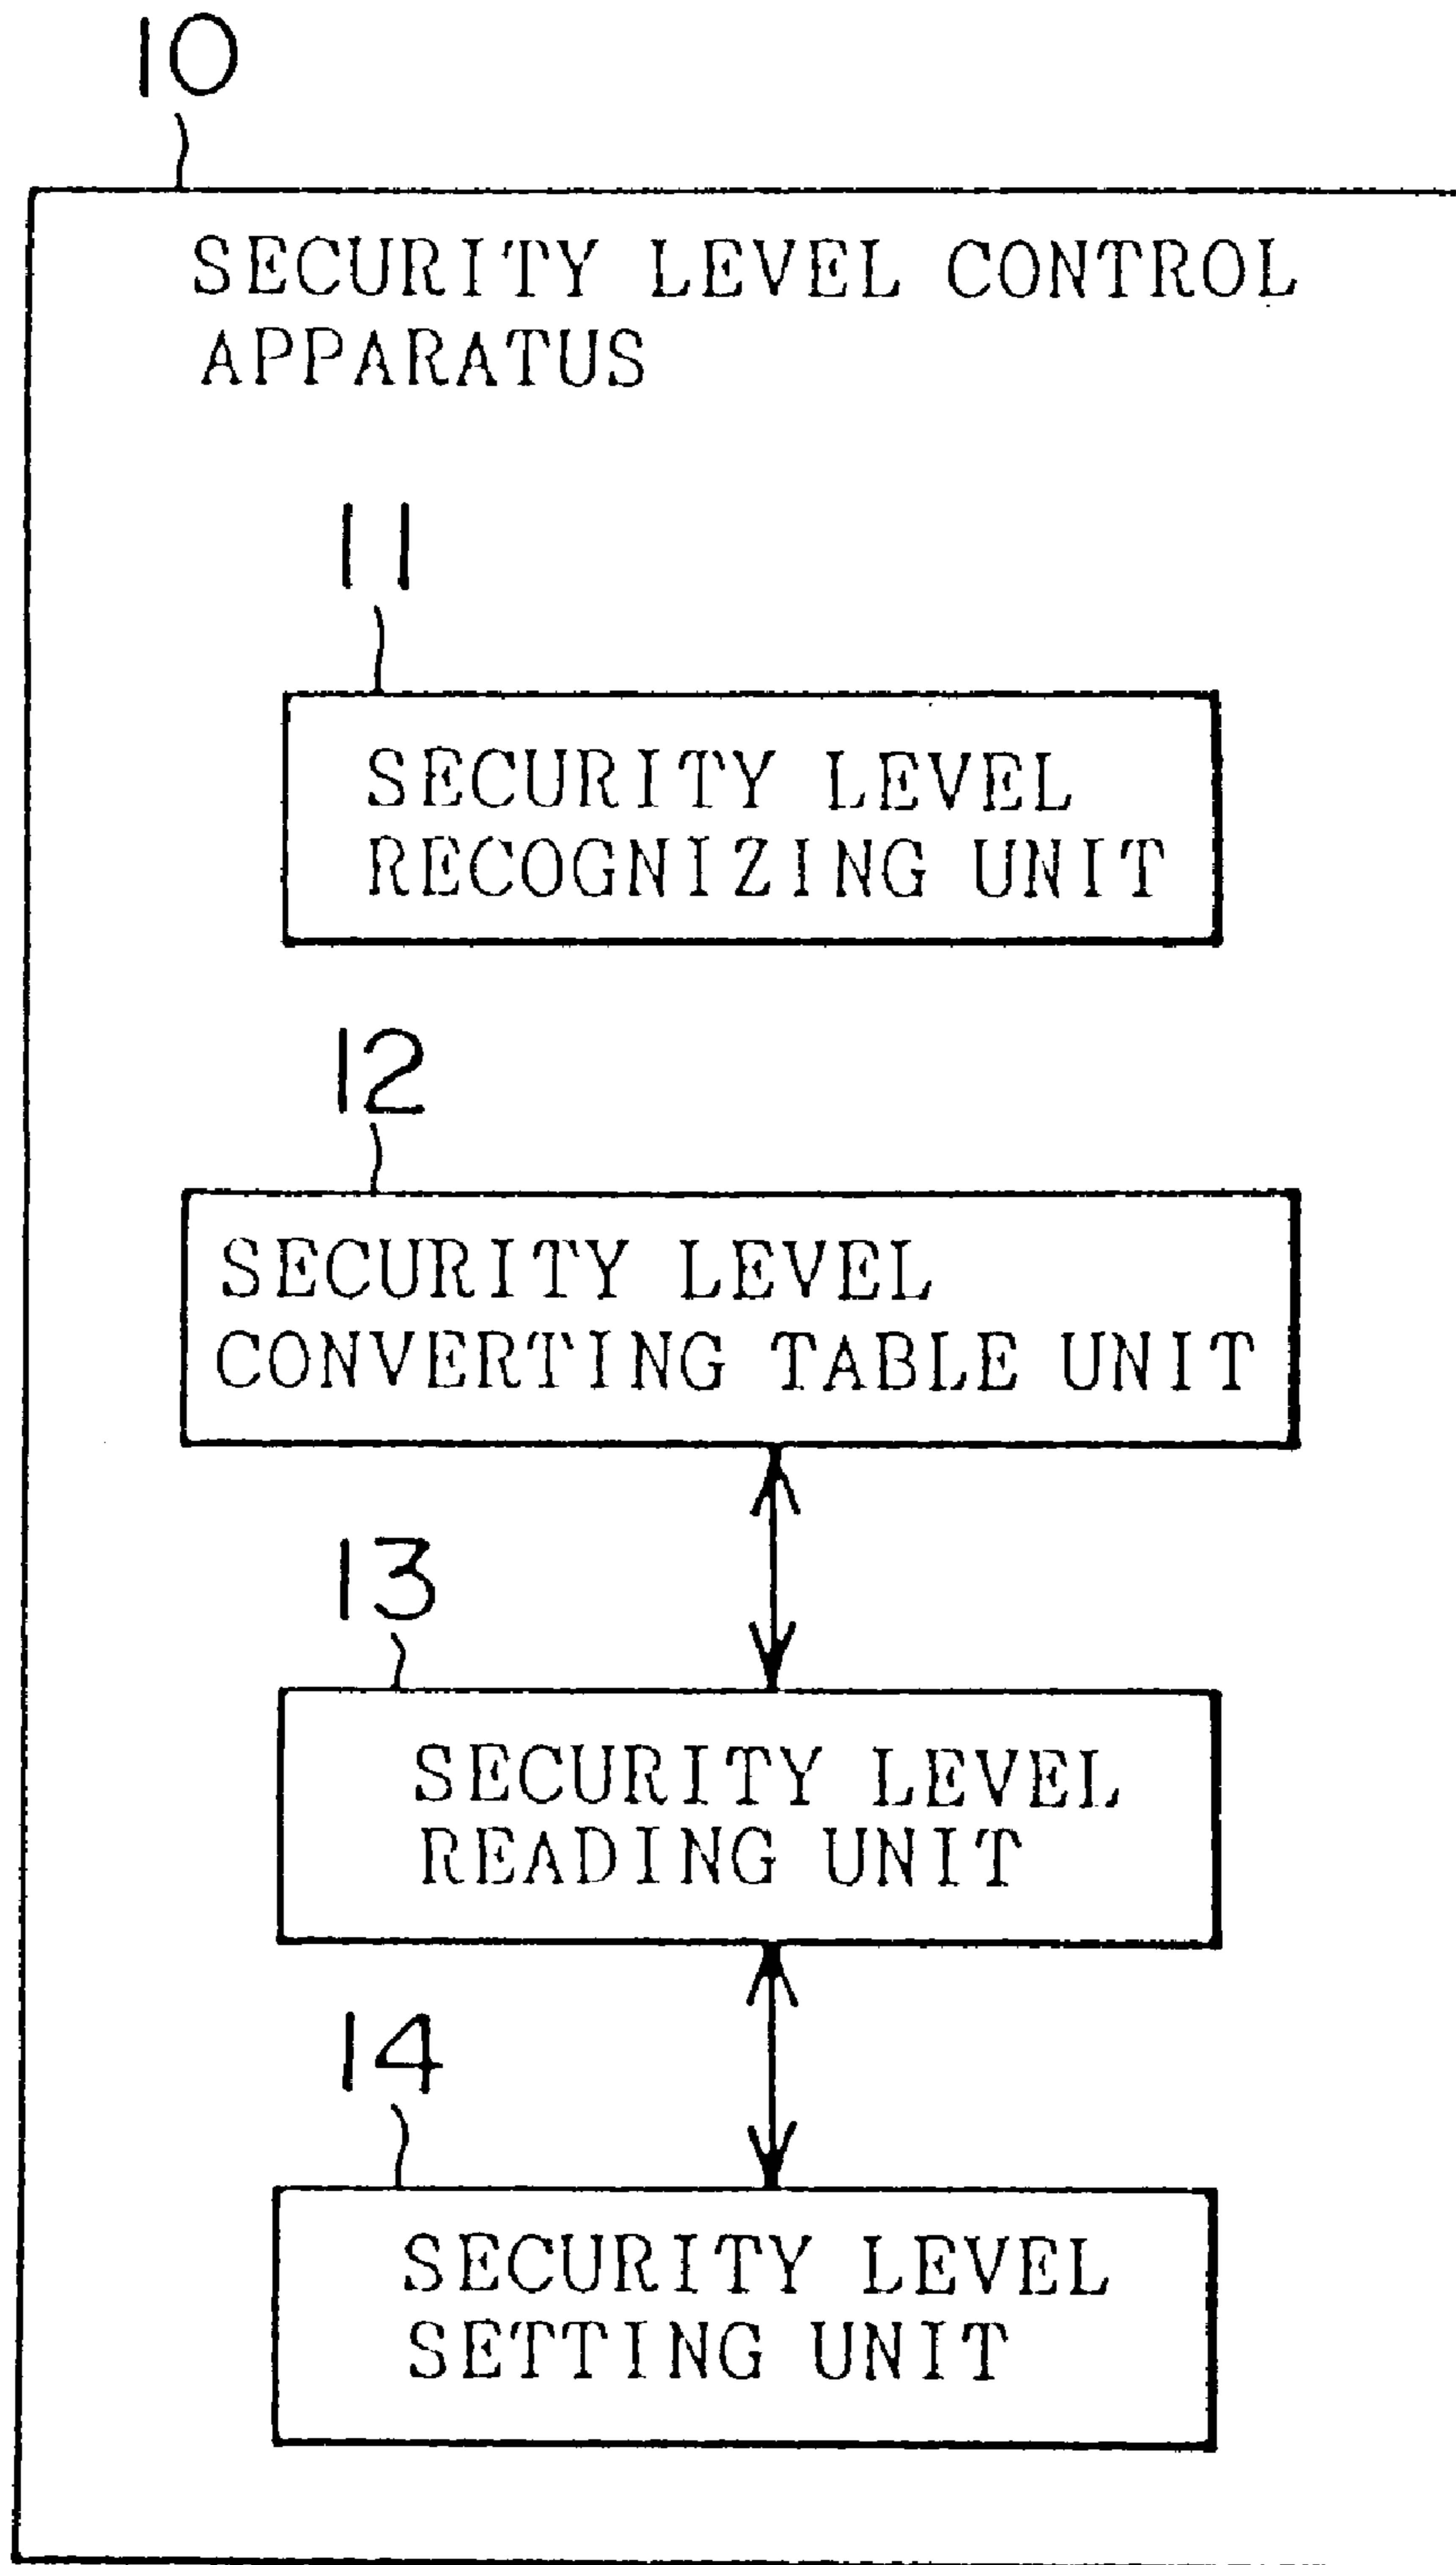 10
SECURITY LEVEL CONTROL
APPARATUS
11
SECURITY LEVEL
RECOGNIZING UNIT
12
SECURITY LEVEL
CONVERTING TABLE UNIT
13
SECURITY LEVEL
READING UNIT
14
SECURITY LEVEL
SETTING UNIT